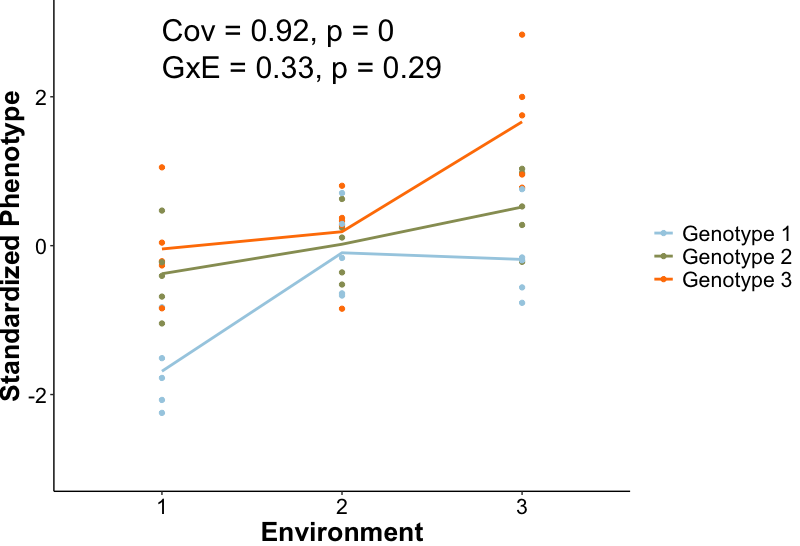 Cov = 0.92, p = 0
GxE = 0.33, p = 0.29
Standardized Phenotype
2
0
-2
1
2
3
Environment
Genotype 1
Genotype 2
Genotype 3